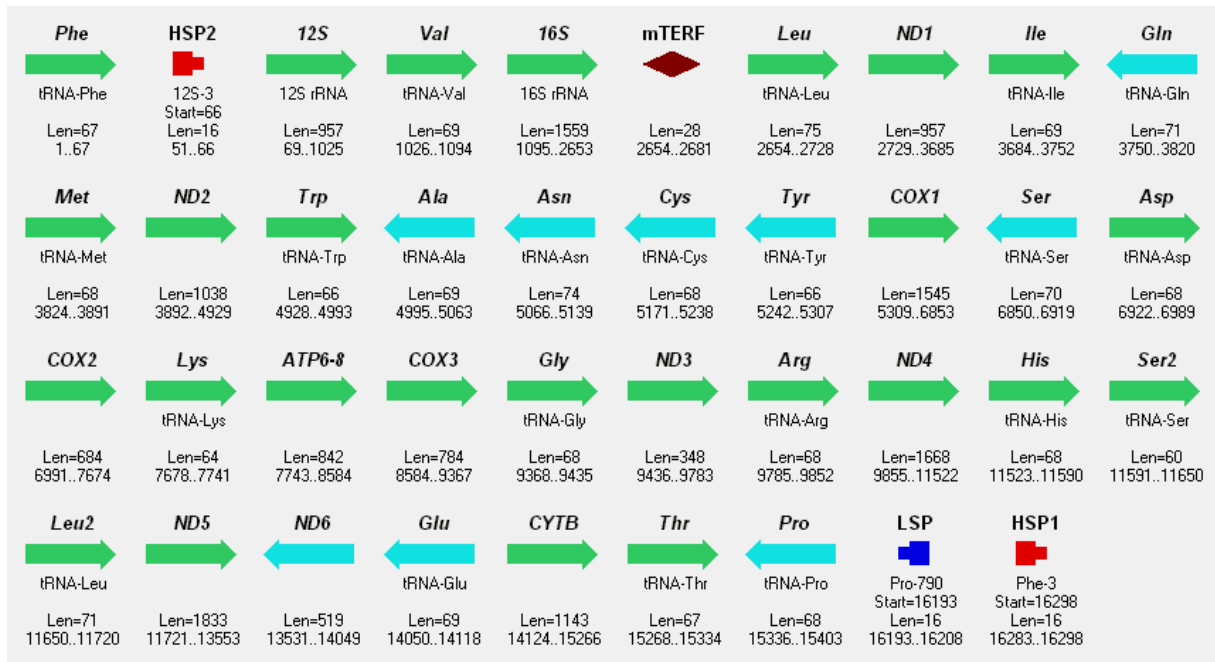 Phe HSP2 12S Val 16S mTERF Leu ND1 Ile Gln
tRNA-Phe 12S-3 12S rRNA tRNA-Val 16S rRNA tRNA-Leu tRNA-Ile tRNA-Gln
Start=66
Len=67 Len=16 Len=957 Len=69 Len=1559 Len=28 Len=75 Len=957 Len=69 Len=71
1..67 51..66 69..1025 1026..1094 1095..2653 2654..2681 2654..2728 2729..3685 3684..3752 3750..3820
Met ND2 Trp Ala Asn Cys Tyr COX1 Ser Asp
tRNA-Met tRNA-Trp tRNA-Ala tRNA-Asn tRNA-Cys tRNA-Tyr tRNA-Ser tRNA-Asp
Len=68 Len=1038 Len=66 Len=69 Len=74 Len=68 Len=66 Len=1545 Len=70 Len=68
3824..3891 3892..4929 4928..4993 4995..5063 5066..5139 5171..5238 5242..5307 5309..6853 6850..6919 6922..6989
COX2 Lys ATP6-8 COX3 Gly ND3 Arg ND4 His Ser2
tRNA-Lys tRNA-Gly tRNA-Arg tRNA-His tRNA-Ser
Len=684 Len=64 Len=842 Len=784 Len=68 Len=348 Len=68 Len=1668 Len=68 Len=60
6991..7674 7678..7741 7743..8584 8584..9367 9368..9435 9436..9783 9785..9852 9855..11522 11523..11590 11591..11650
Leu2 ND5 ND6 Glu CYTB Thr Pro LSP HSP1
tRNA-Leu tRNA-Glu tRNA-Thr tRNA-Pro Pro-790 Phe-3
Start=16193 Start=16298
Len=71 Len=1833 Len=519 Len=69 Len=1143 Len=67 Len=68 Len=16 Len=16
11650..11720 11721..13553 13531..14049 14050..14118 14124..15266 15268..15334 15336..15403 16193..16208 16283..16298